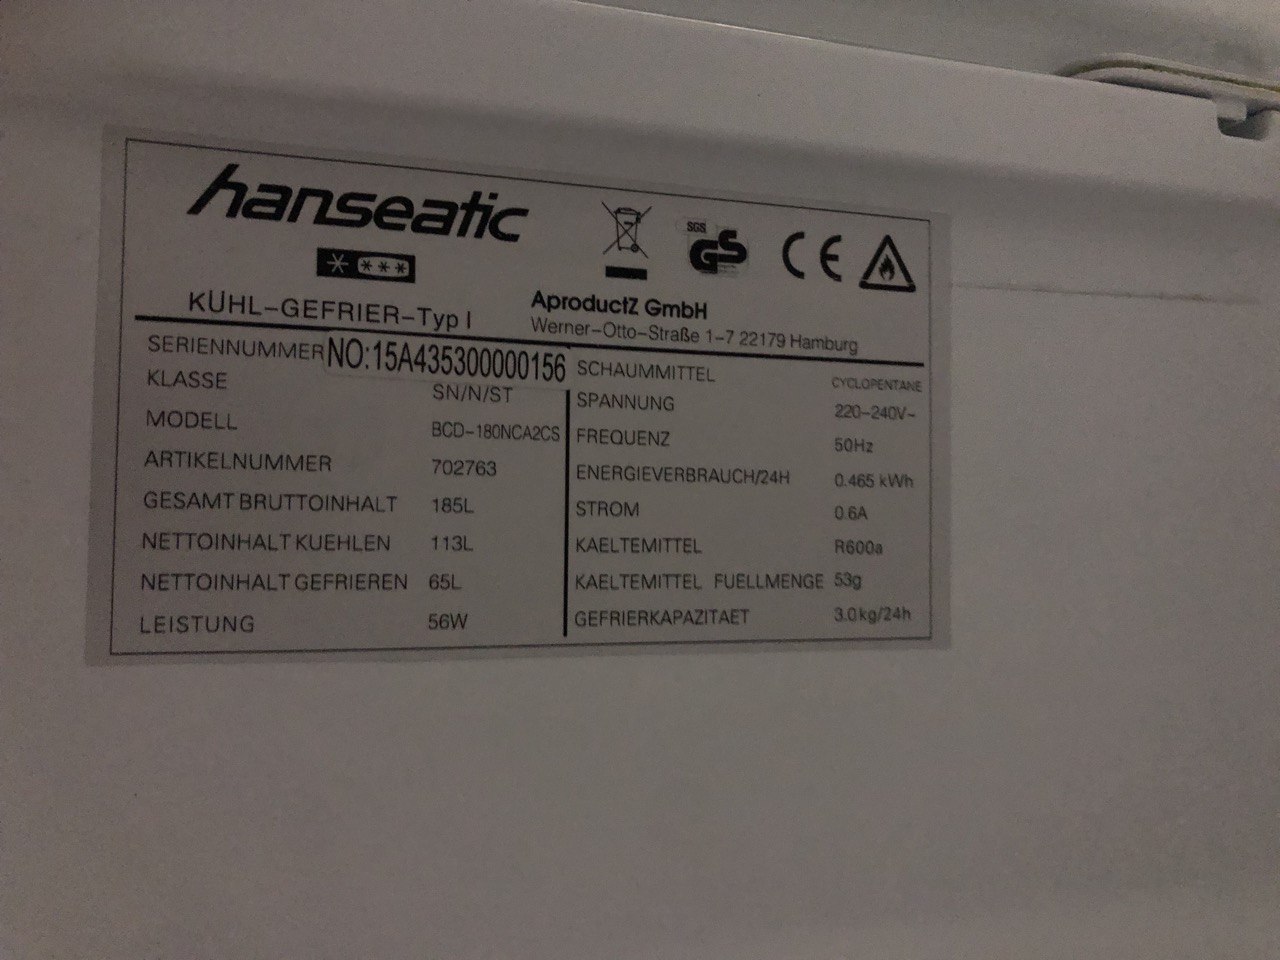 hanseatic
SGS
GS
CE
KÜHL-GEFRIER-Typ I
AproductZ GmbH
Werner-Otto-Straße 1-7 22179 Hamburg
SERIENNUMMER NO:15A435300000156
KLASSE SN/N/ST
MODELL BCD-180NCA2CS
ARTIKELNUMMER 702763
GESAMT BRUTTOINHALT 185L
NETTOINHALT KUEHLEN 113L
NETTOINHALT GEFRIEREN 65L
LEISTUNG 56W
SCHAUMMITTEL CYCLOPENTANE
SPANNUNG 220-240V~
FREQUENZ 50Hz
ENERGIEVERBRAUCH/24H 0.465 kWh
STROM 0.6A
KAELTEMITTEL R600a
KAELTEMITTEL FUELLMENGE 53g
GEFRIERKAPAZITAET 3.0kg/24h